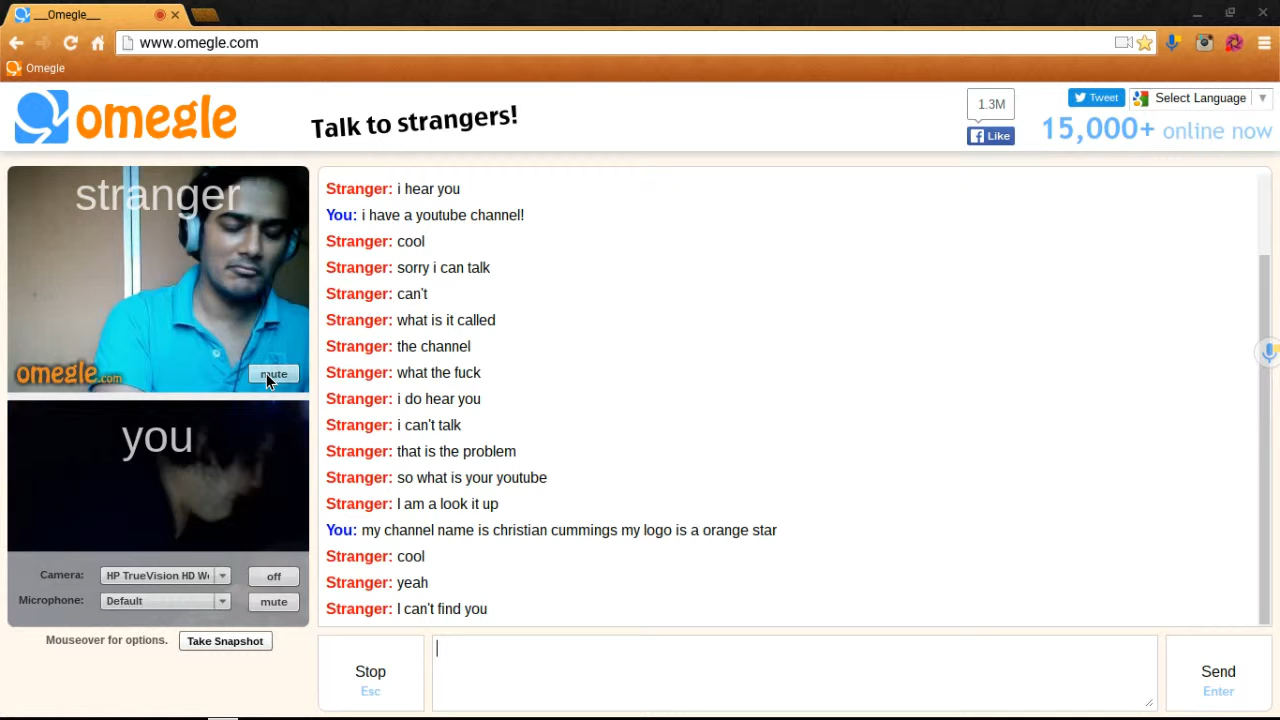 __Omegle__
www.omegle.com
Omegle
omegle
Talk to strangers!
1.3M
Like
Tweet
Select Language
15,000+ online now
stranger
omegle.com
mute
you
Camera:
HP TrueVision HD W
off
Microphone:
Default
mute
Mouseover for options.
Take Snapshot
Stranger: i hear you
You: i have a youtube channel!
Stranger: cool
Stranger: sorry i can talk
Stranger: can't
Stranger: what is it called
Stranger: the channel
Stranger: what the fuck
Stranger: i do hear you
Stranger: i can't talk
Stranger: that is the problem
Stranger: so what is your youtube
Stranger: I am a look it up
You: my channel name is christian cummings my logo is a orange star
Stranger: cool
Stranger: yeah
Stranger: I can't find you
Stop
Esc
Send
Enter